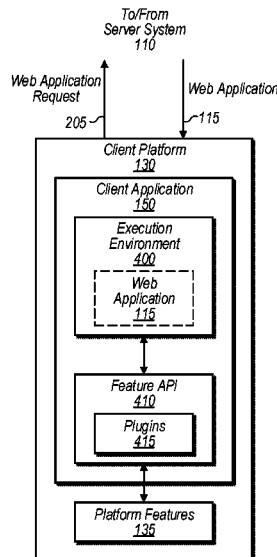 To/From
Server System
110
Web Application
Request
205
Web Application
115
Client Platform
130
Client Application
150
Execution
Environment
400
Web
Application
115
Feature API
410
Plugins
415
Platform Features
135